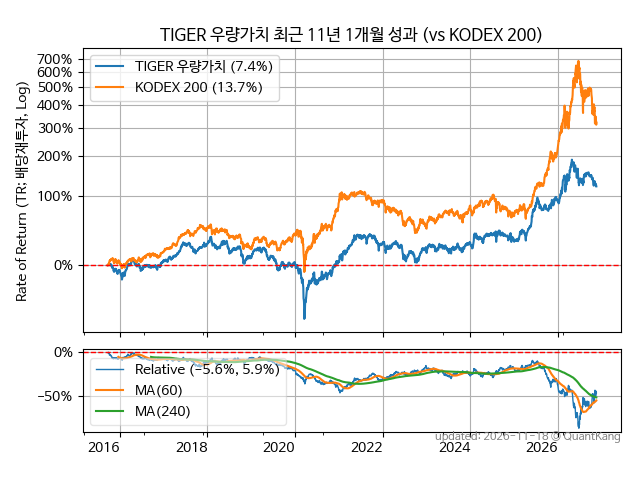 TIGER 우량가치 최근 11년 1개월 성과 (vs KODEX 200)
Rate of Return (TR: 배당재투자, Log)
700%
600%
500%
400%
300%
200%
100%
0%
TIGER 우량가치 (7.4%)
KODEX 200 (13.7%)
0%
−50%
Relative (−5.6%, 5.9%)
MA(60)
MA(240)
2016
2018
2020
2022
2024
2026
updated: 2026-11-18 © QuantKang